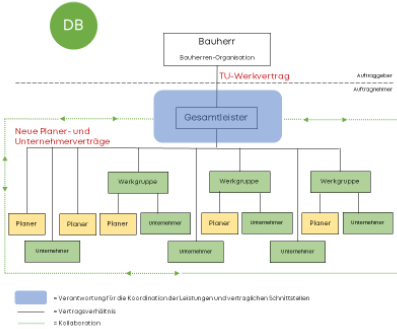 DB
Bauherr
Bauherren-Organisation
TU-Werkvertrag
Auftraggeber
Auftragnehmer
Gesamtleister
Neue Planer- und
Unternehmerverträge
Werkgruppe
Werkgruppe
Werkgruppe
Planer
Planer
Planer
Unternehmer
Planer
Unternehmer
Planer
Unternehmer
Unternehmer
Unternehmer
Unternehmer
= Verantwortung für die Koordination der Leistungen und vertraglichen Schnittstellen
= Vertragsverhältnis
= Kollaboration